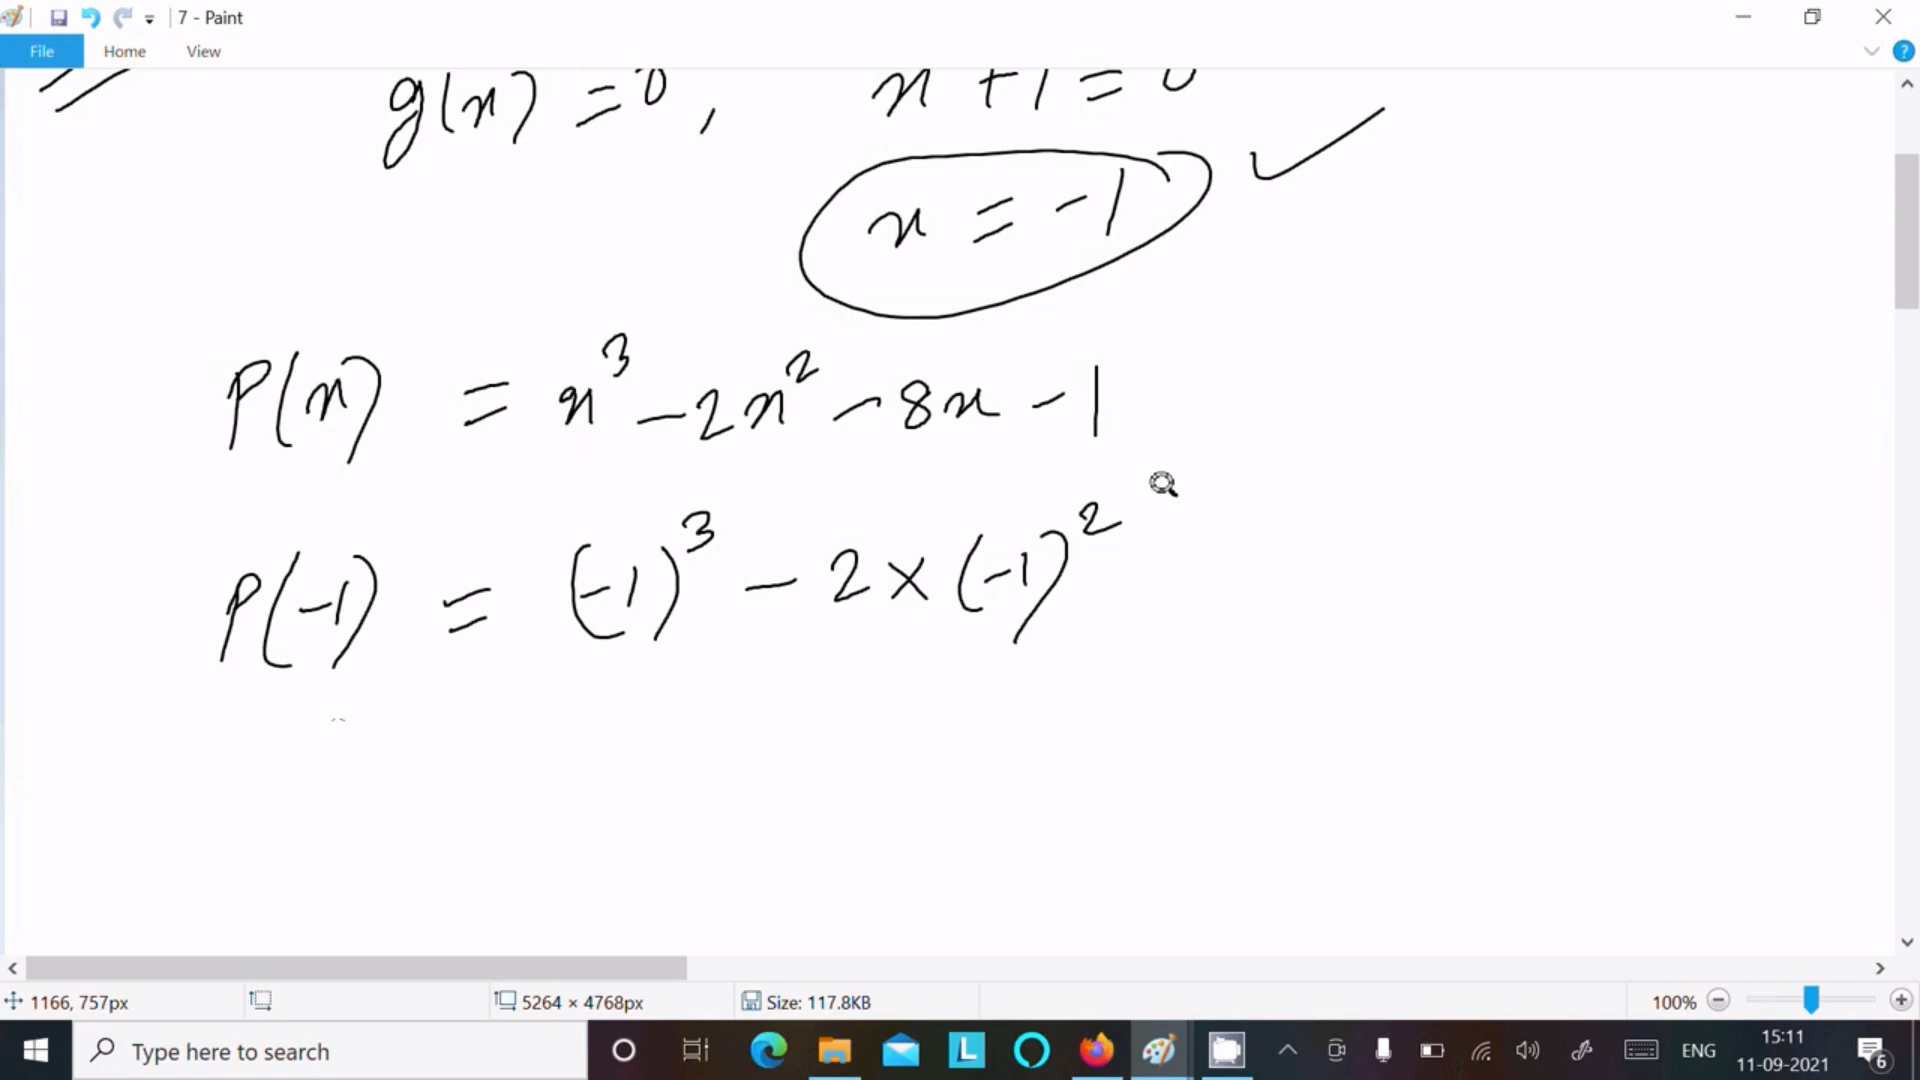 7 - Paint
File Home View
g(x) = 0, x + 1 = 0
x = -1
P(x) = x³ - 2x² - 8x - 1
P(-1) = (-1)³ - 2 × (-1)²
1166, 757px 5264 × 4768px Size: 117.8KB 100%
Type here to search
L
ENG
15:11
11-09-2021
6